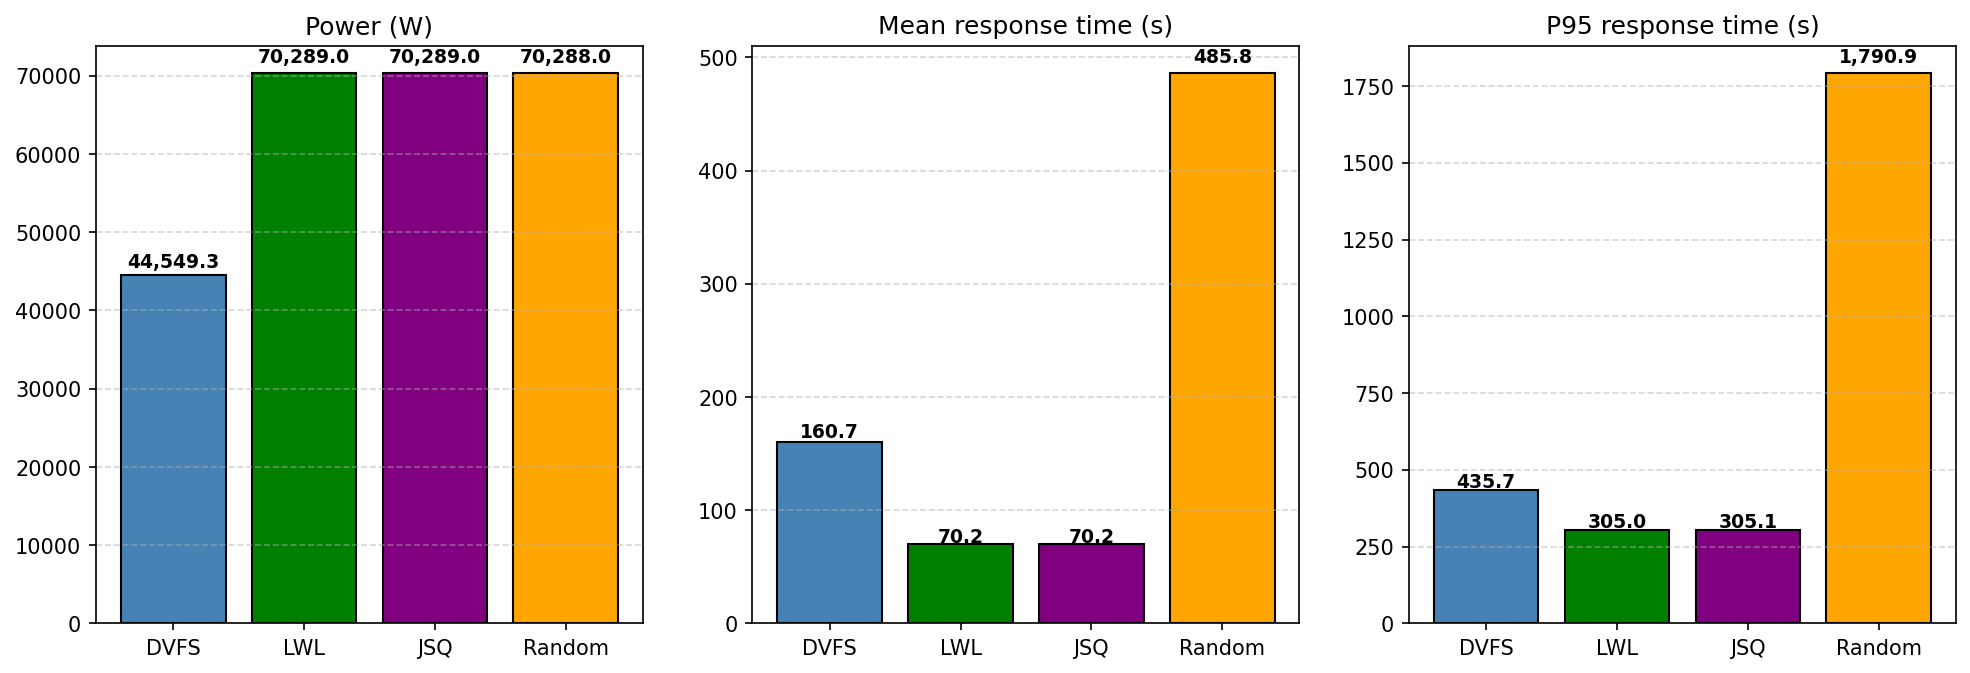 Power (W)
70000
60000
50000
40000
30000
20000
10000
0
44,549.3
70,289.0
70,289.0
70,288.0
DVFS
LWL
JSQ
Random
Mean response time (s)
500
400
300
200
100
0
160.7
70.2
70.2
485.8
DVFS
LWL
JSQ
Random
P95 response time (s)
1750
1500
1250
1000
750
500
250
0
435.7
305.0
305.1
1,790.9
DVFS
LWL
JSQ
Random